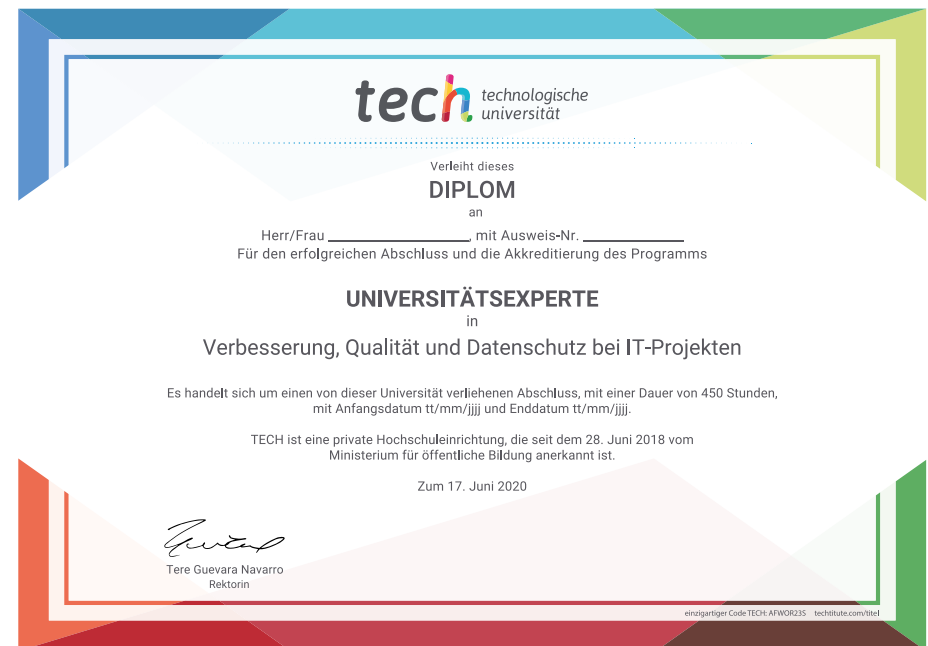 tech technologische
universität
Verleiht dieses
DIPLOM
an
Herr/Frau ____________________, mit Ausweis-Nr. ______________
Für den erfolgreichen Abschluss und die Akkreditierung des Programms
UNIVERSITÄTSEXPERTE
in
Verbesserung, Qualität und Datenschutz bei IT-Projekten
Es handelt sich um einen von dieser Universität verliehenen Abschluss, mit einer Dauer von 450 Stunden,
mit Anfangsdatum tt/mm/jjjj und Enddatum tt/mm/jjjj.
TECH ist eine private Hochschuleinrichtung, die seit dem 28. Juni 2018 vom
Ministerium für öffentliche Bildung anerkannt ist.
Zum 17. Juni 2020
Tere Guevara Navarro
Rektorin
einzigartiger Code TECH: AFWOR23S techtitute.com/titel